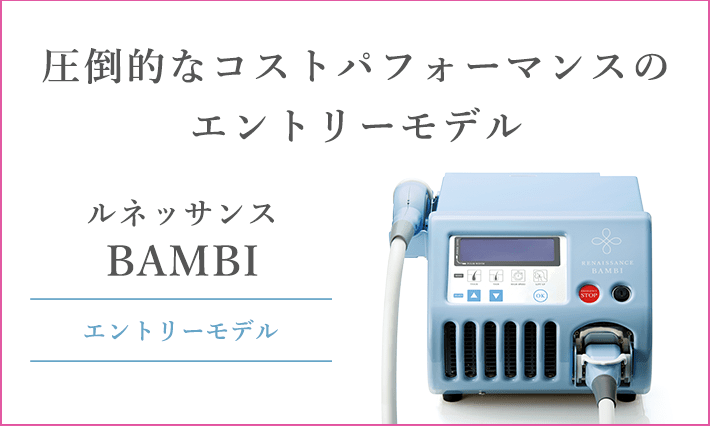 圧倒的なコストパフォーマンスの
エントリーモデル
ルネッサンス
BAMBI
エントリーモデル
RENAISSANCE
BAMBI
OK
STOP